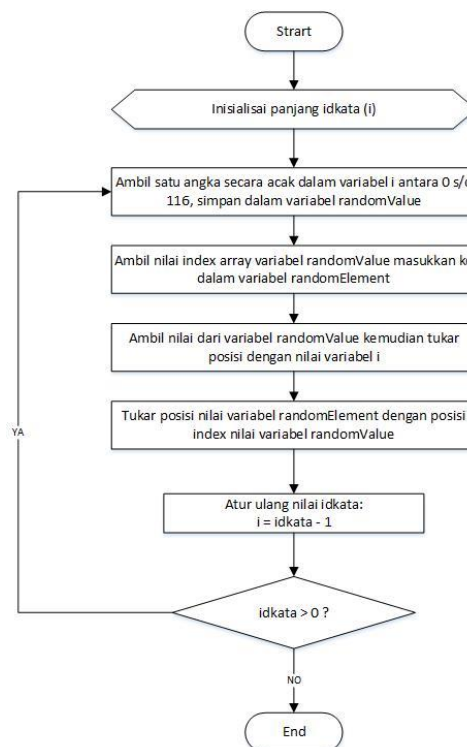 Strart
Inisialisai panjang idkata (i)
Ambil satu angka secara acak dalam variabel i antara 0 s/d
116, simpan dalam variabel randomValue
Ambil nilai index array variabel randomValue masukkan ke
dalam variabel randomElement
Ambil nilai dari variabel randomValue kemudian tukar
posisi dengan nilai variabel i
Tukar posisi nilai variabel randomElement dengan posisi
index nilai variabel randomValue
YA
Atur ulang nilai idkata:
i = idkata - 1
idkata > 0 ?
NO
End